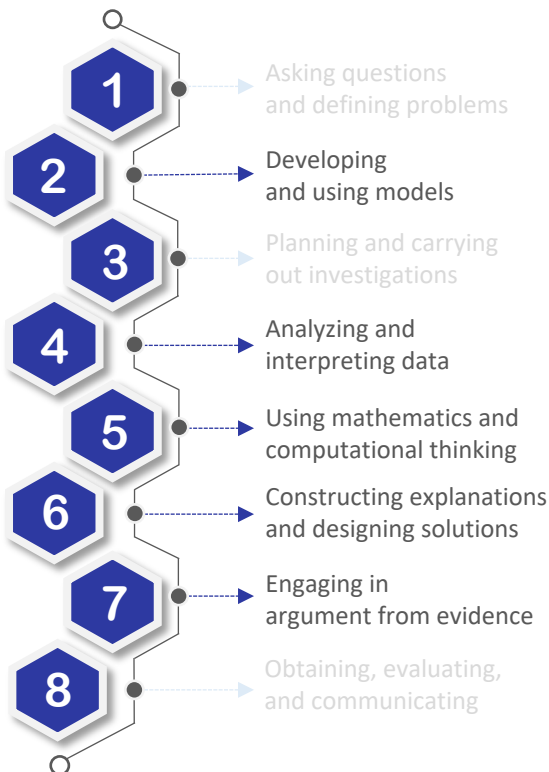 1
Asking questions
and defining problems
2
Developing
and using models
3
Planning and carrying
out investigations
4
Analyzing and
interpreting data
5
Using mathematics and
computational thinking
6
Constructing explanations
and designing solutions
7
Engaging in
argument from evidence
8
Obtaining, evaluating,
and communicating